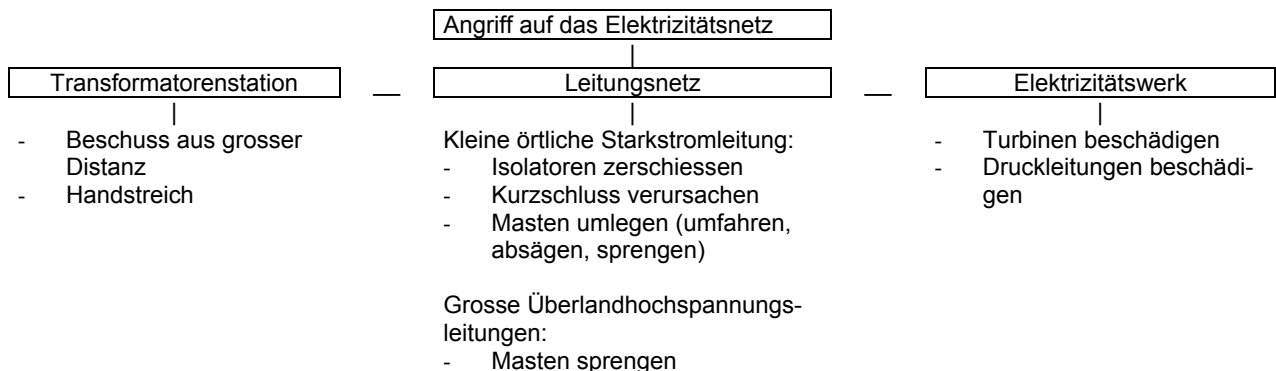 Angriff auf das Elektrizitätsnetz
Transformatorenstation
Leitungsnetz
Elektrizitätswerk
- Beschuss aus grosser
Distanz
- Handstreich
Kleine örtliche Starkstromleitung:
- Isolatoren zerschiessen
- Kurzschluss verursachen
- Masten umlegen (umfahren,
absägen, sprengen)
Grosse Überlandhochspannungs-
leitungen:
- Masten sprengen
- Turbinen beschädigen
- Druckleitungen beschädi-
gen